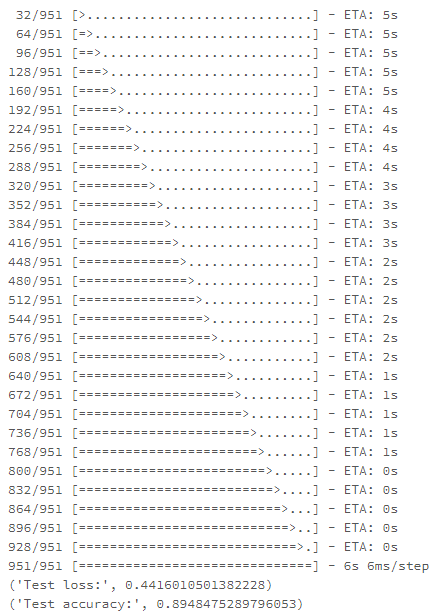 32/951 [>.............................] - ETA: 5s
64/951 [=>............................] - ETA: 5s
96/951 [==>...........................] - ETA: 5s
128/951 [===>..........................] - ETA: 5s
160/951 [====>.........................] - ETA: 5s
192/951 [=====>........................] - ETA: 4s
224/951 [======>.......................] - ETA: 4s
256/951 [=======>......................] - ETA: 4s
288/951 [========>.....................] - ETA: 4s
320/951 [=========>....................] - ETA: 3s
352/951 [==========>...................] - ETA: 3s
384/951 [===========>..................] - ETA: 3s
416/951 [============>.................] - ETA: 3s
448/951 [=============>................] - ETA: 2s
480/951 [==============>...............] - ETA: 2s
512/951 [===============>..............] - ETA: 2s
544/951 [================>.............] - ETA: 2s
576/951 [=================>............] - ETA: 2s
608/951 [==================>...........] - ETA: 2s
640/951 [===================>..........] - ETA: 1s
672/951 [====================>.........] - ETA: 1s
704/951 [=====================>........] - ETA: 1s
736/951 [======================>.......] - ETA: 1s
768/951 [=======================>......] - ETA: 1s
800/951 [========================>.....] - ETA: 0s
832/951 [=========================>....] - ETA: 0s
864/951 [==========================>...] - ETA: 0s
896/951 [===========================>..] - ETA: 0s
928/951 [============================>.] - ETA: 0s
951/951 [==============================] - 6s 6ms/step
('Test loss:', 0.4416010501382228)
('Test accuracy:', 0.8948475289796053)